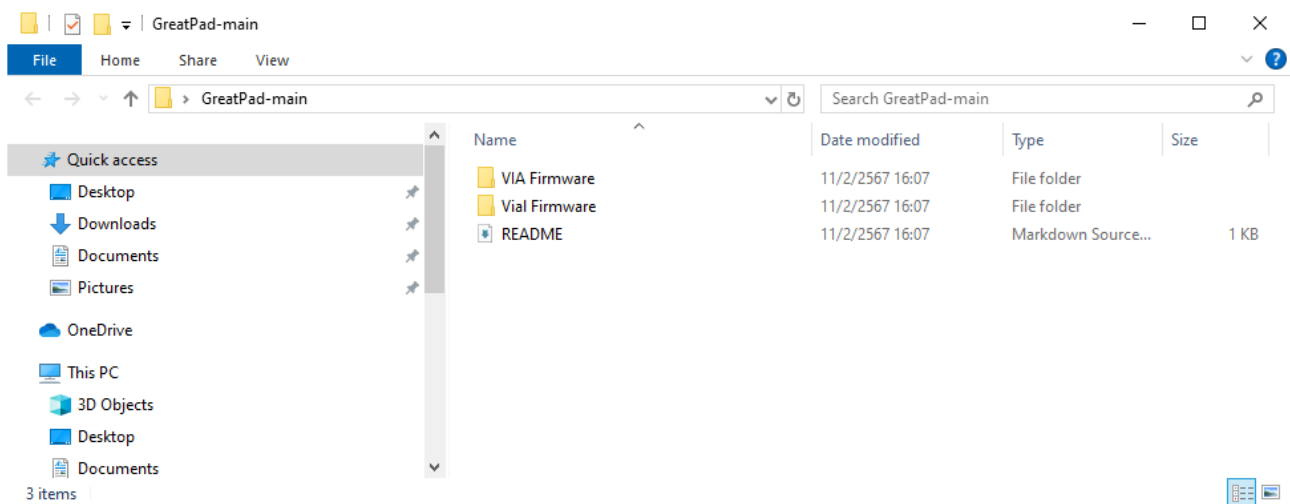 GreatPad-main
File Home Share View
GreatPad-main Search GreatPad-main
Name Date modified Type Size
Quick access
VIA Firmware 11/2/2567 16:07 File folder
Desktop
Vial Firmware 11/2/2567 16:07 File folder
Downloads
README 11/2/2567 16:07 Markdown Source... 1 KB
Documents
Pictures
OneDrive
This PC
3D Objects
Desktop
Documents
3 items